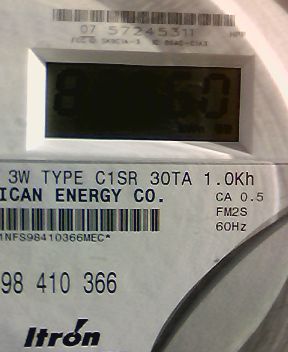 07 57245311
3W TYPE C1SR 30TA 1.0Kh
ICAN ENERGY CO.
CA 0.5
FM2S
60Hz
1NFS98410366MEC*
98 410 366
Itrón